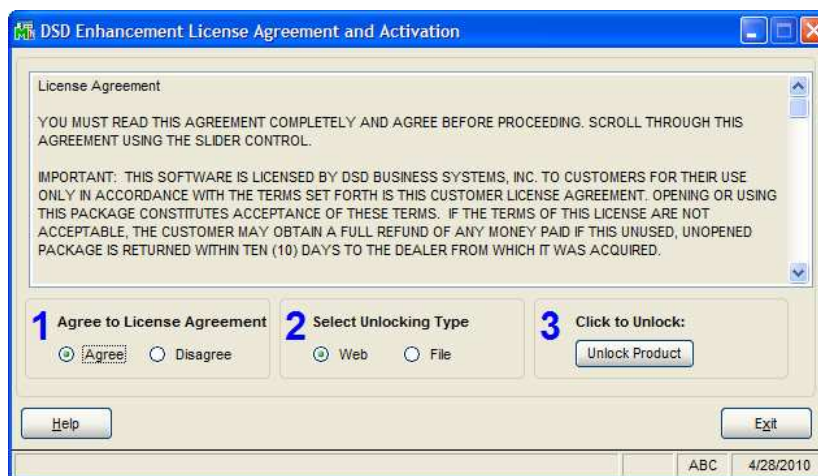 DSD Enhancement License Agreement and Activation
License Agreement
YOU MUST READ THIS AGREEMENT COMPLETELY AND AGREE BEFORE PROCEEDING. SCROLL THROUGH THIS
AGREEMENT USING THE SLIDER CONTROL.
IMPORTANT: THIS SOFTWARE IS LICENSED BY DSD BUSINESS SYSTEMS, INC. TO CUSTOMERS FOR THEIR USE
ONLY IN ACCORDANCE WITH THE TERMS SET FORTH IS THIS CUSTOMER LICENSE AGREEMENT. OPENING OR USING
THIS PACKAGE CONSTITUTES ACCEPTANCE OF THESE TERMS. IF THE TERMS OF THIS LICENSE ARE NOT
ACCEPTABLE, THE CUSTOMER MAY OBTAIN A FULL REFUND OF ANY MONEY PAID IF THIS UNUSED, UNOPENED
PACKAGE IS RETURNED WITHIN TEN (10) DAYS TO THE DEALER FROM WHICH IT WAS ACQUIRED.
1 Agree to License Agreement
Agree Disagree
2 Select Unlocking Type
Web File
3 Click to Unlock:
Unlock Product
Help
Exit
ABC 4/28/2010